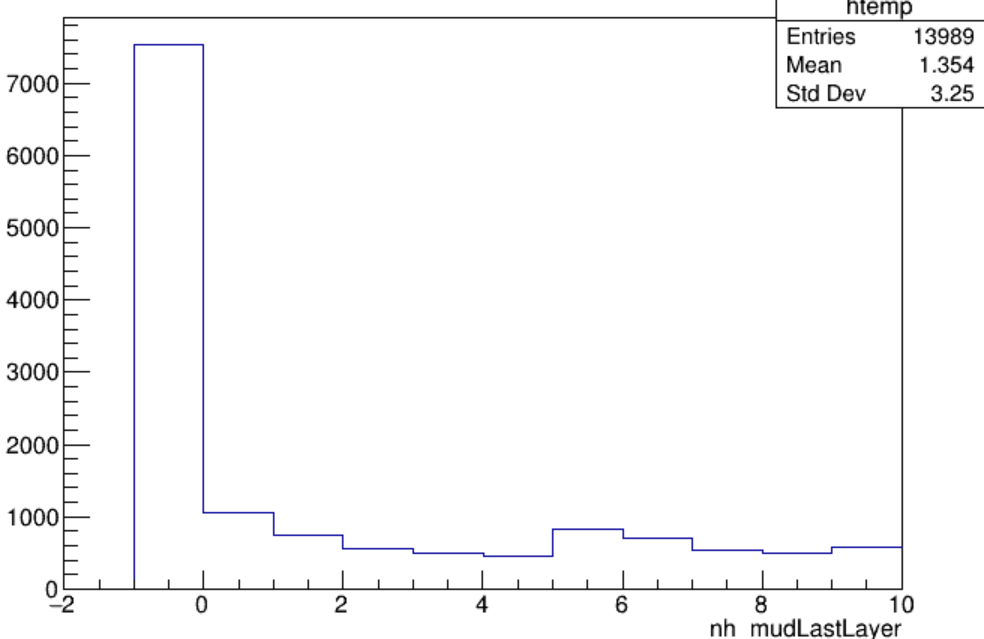 htemp
Entries 13989
Mean 1.354
Std Dev 3.25
7000
6000
5000
4000
3000
2000
1000
0
−2 0 2 4 6 8 10
nh_mudLastLayer